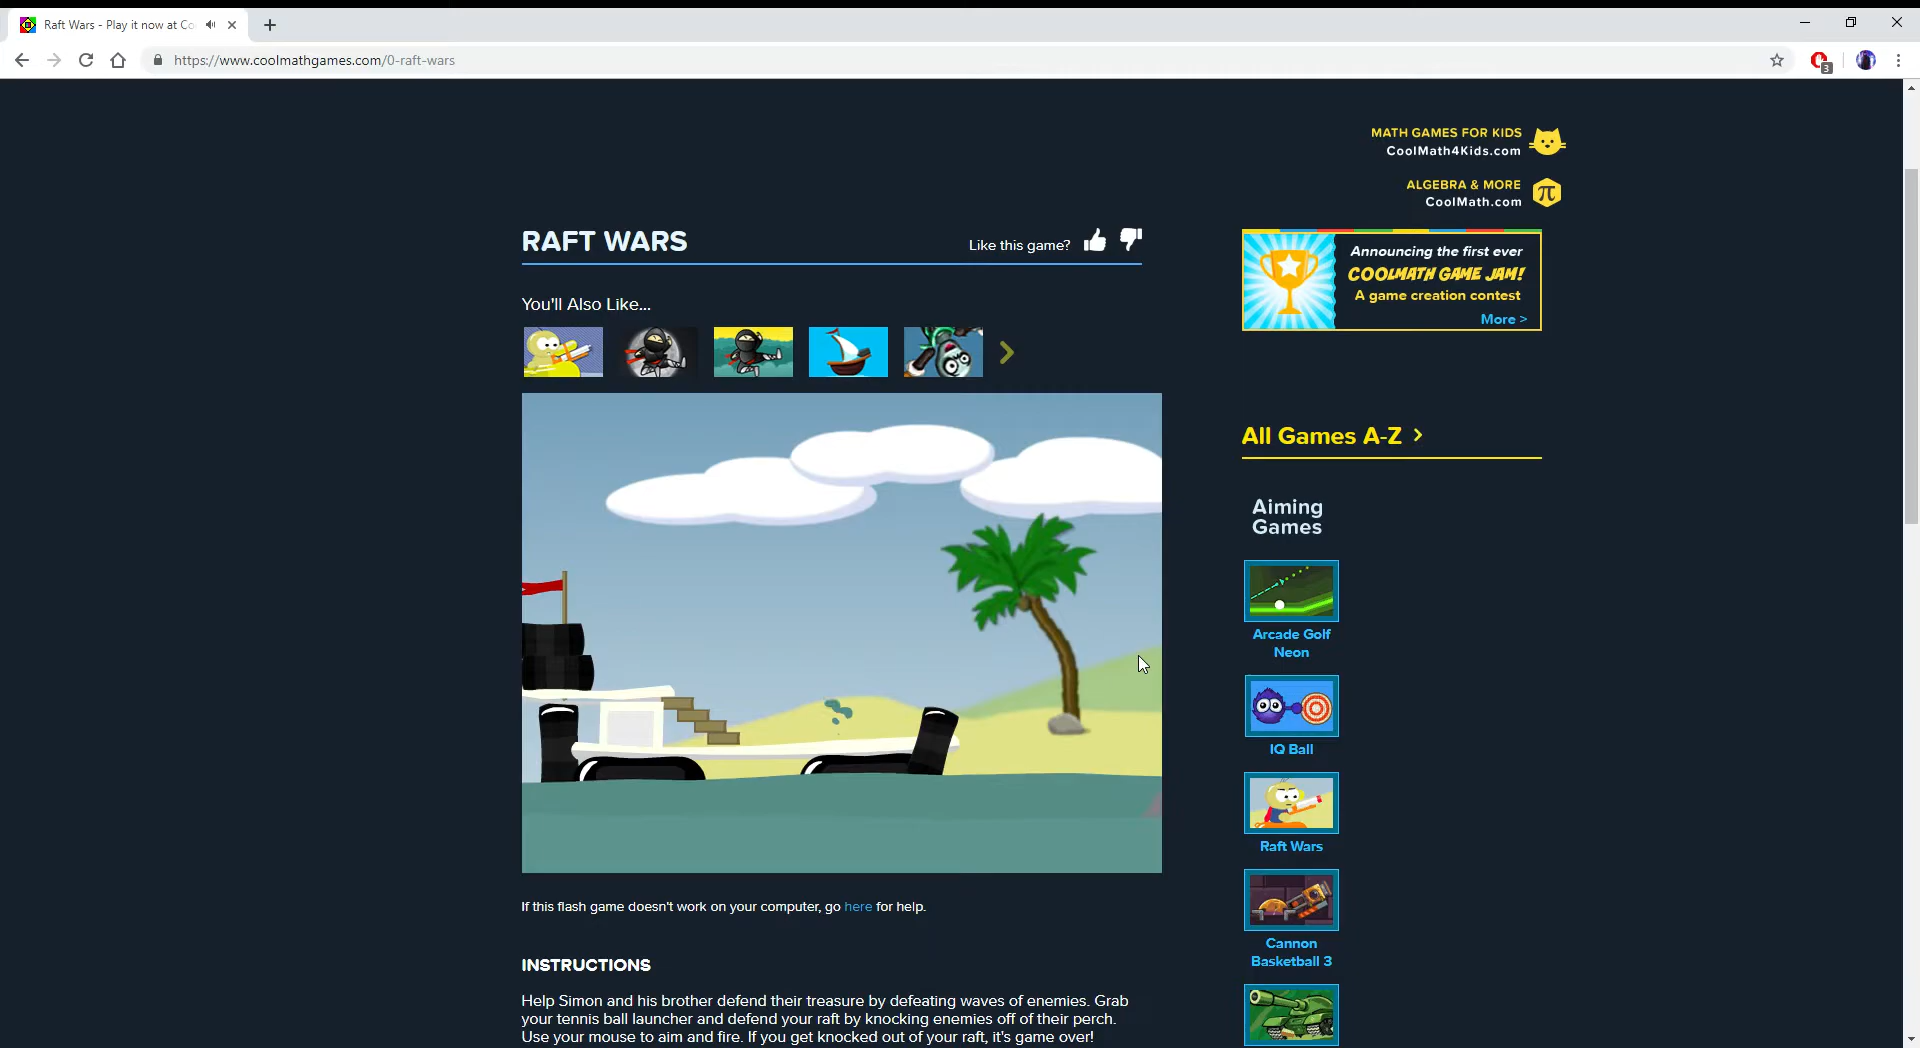 Raft Wars - Play it now at Co
https://www.coolmathgames.com/0-raft-wars
3
MATH GAMES FOR KIDS
CoolMath4Kids.com
ALGEBRA & MORE
CoolMath.com
π
RAFT WARS
Like this game?
Announcing the first ever
COOLMATH GAME JAM!
A game creation contest
More >
You'll Also Like...
All Games A-Z >
Aiming
Games
Arcade Golf
Neon
IQ Ball
Raft Wars
Cannon
Basketball 3
If this flash game doesn't work on your computer, go here for help.
INSTRUCTIONS
Help Simon and his brother defend their treasure by defeating waves of enemies. Grab
your tennis ball launcher and defend your raft by knocking enemies off of their perch.
Use your mouse to aim and fire. If you get knocked out of your raft, it's game over!